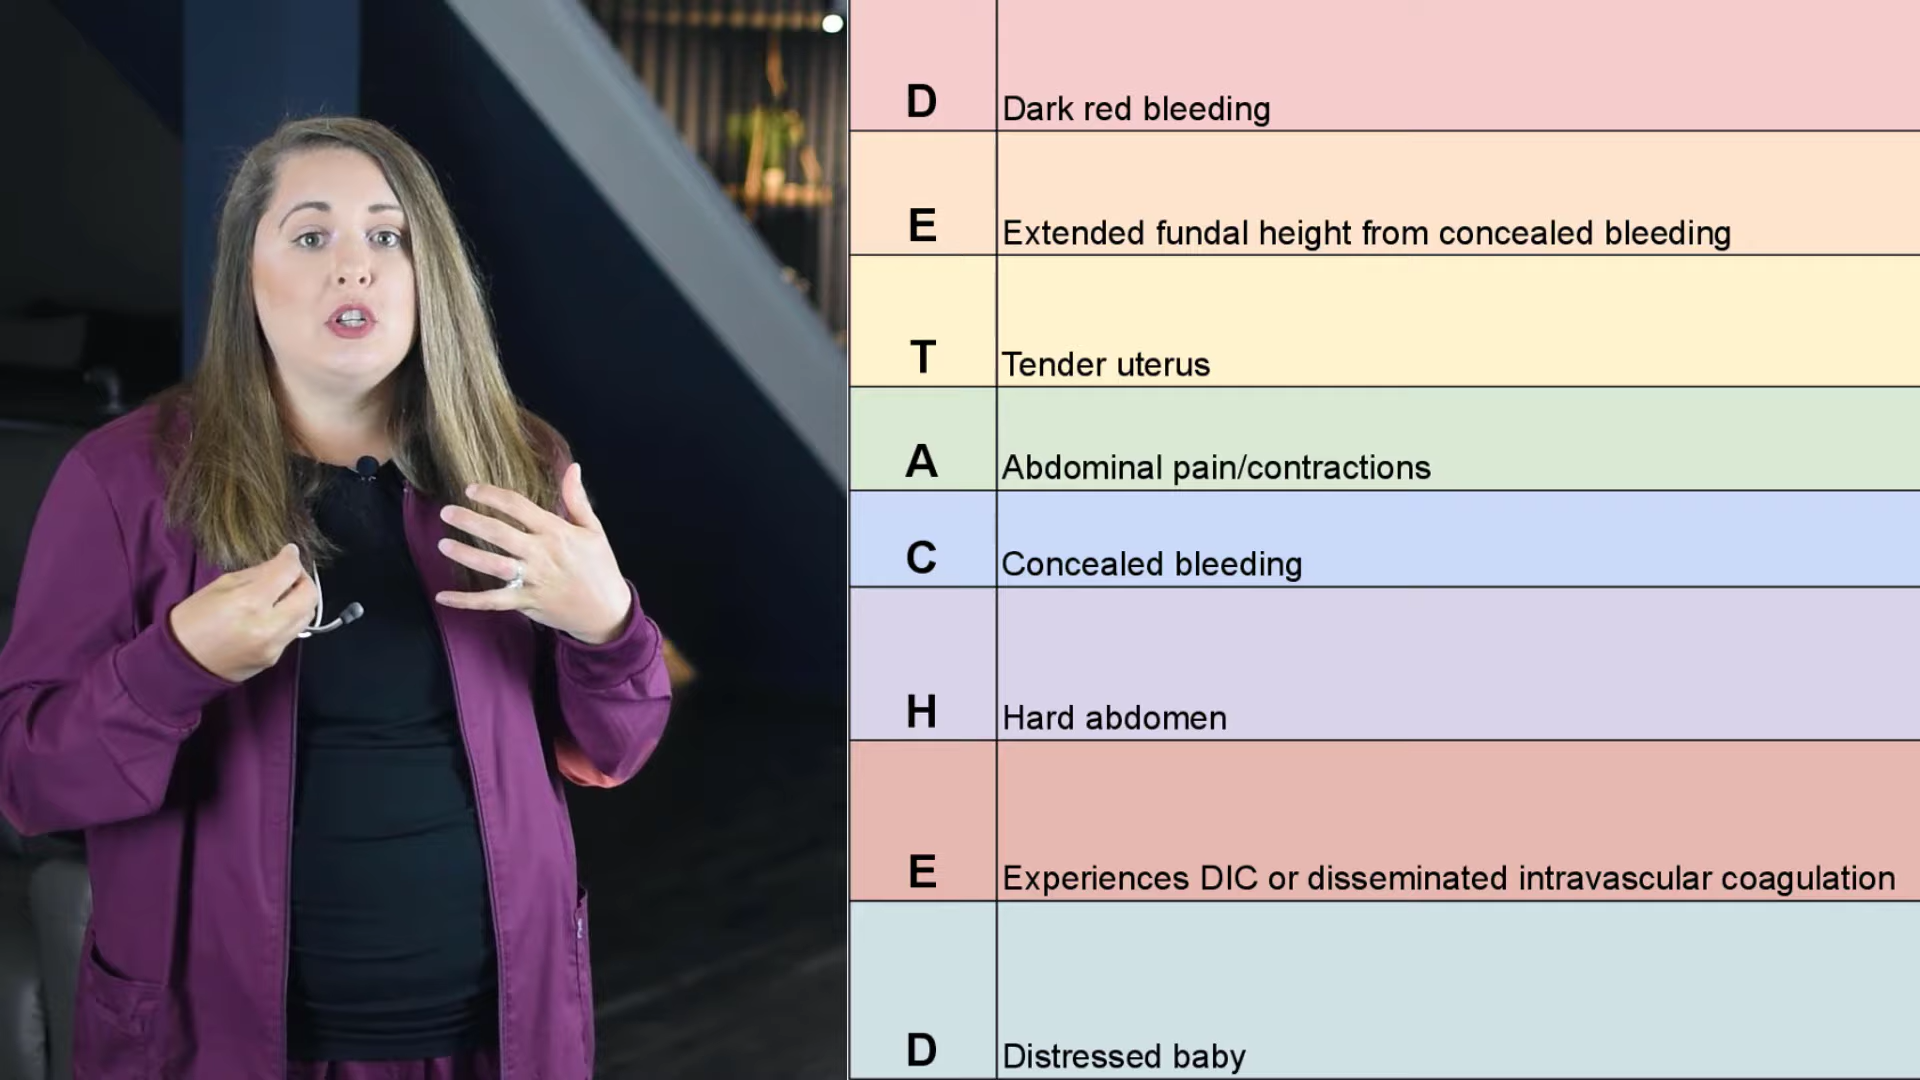 D Dark red bleeding
E Extended fundal height from concealed bleeding
T Tender uterus
A Abdominal pain/contractions
C Concealed bleeding
H Hard abdomen
E Experiences DIC or disseminated intravascular coagulation
D Distressed baby